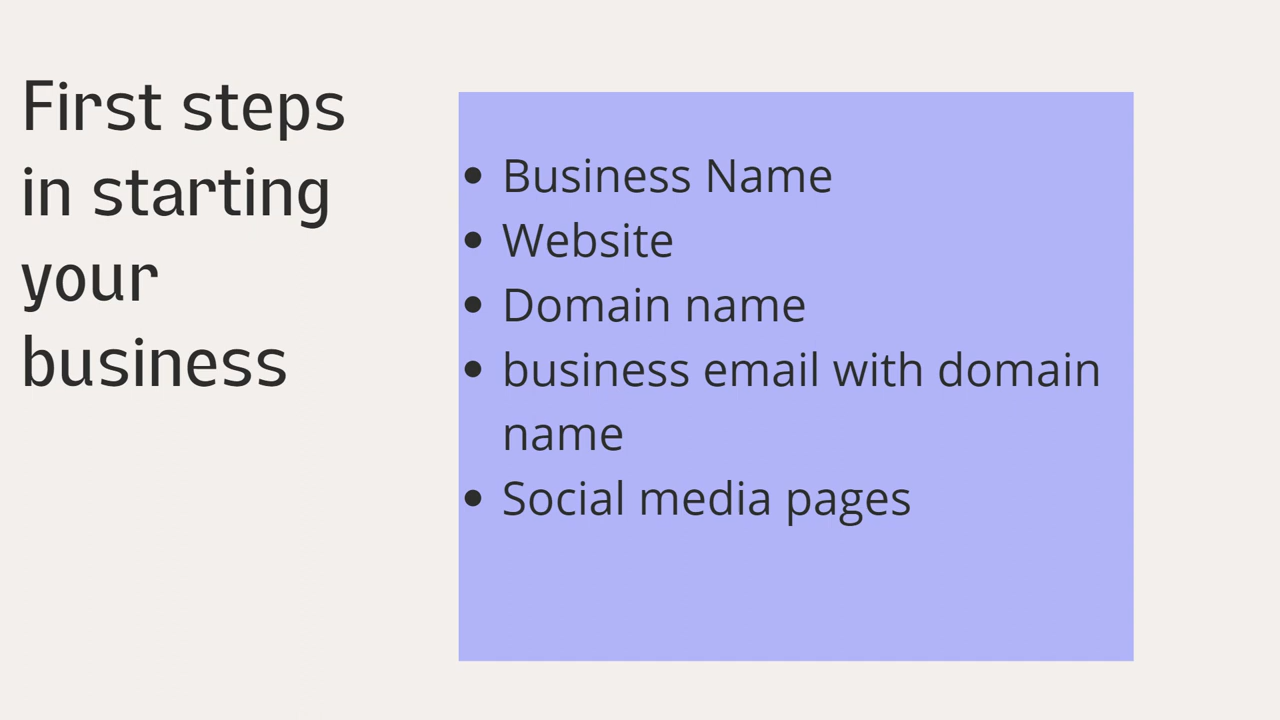 First steps
in starting
your
business
• Business Name
• Website
• Domain name
• business email with domain
name
• Social media pages